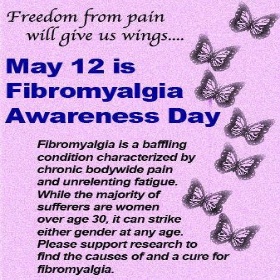 Freedom from pain
will give us wings....
May 12 is
Fibromyalgia
Awareness Day
Fibromyalgia is a baffling
condition characterized by
chronic bodywide pain
and unrelenting fatigue.
While the majority of
sufferers are women
over age 30, it can strike
either gender at any age.
Please support research to
find the causes of and a cure for
fibromyalgia.